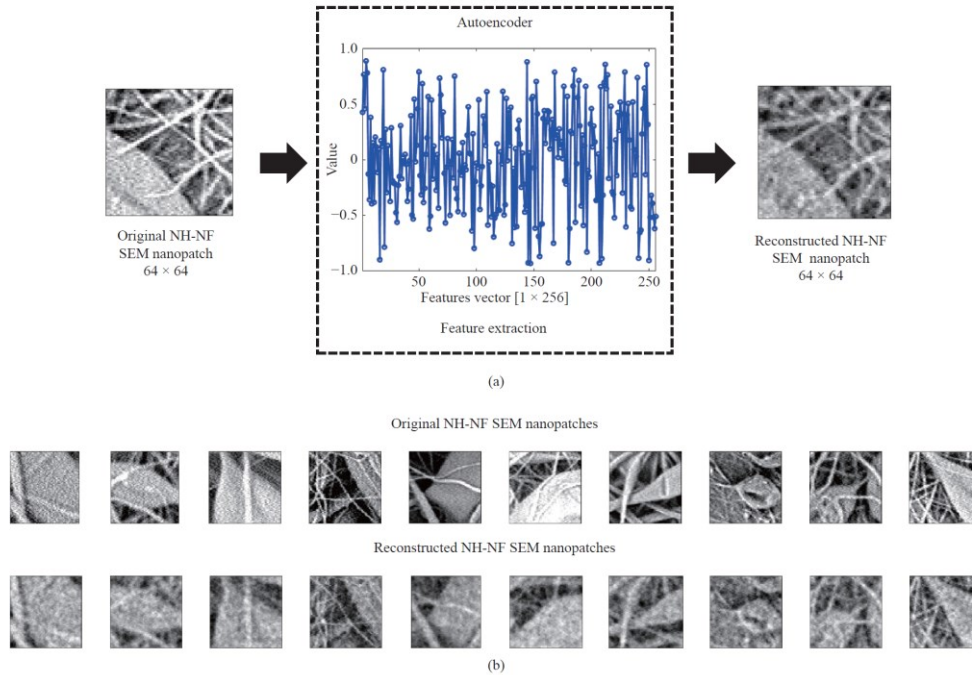 Autoencoder
1.0
0.5
0
−0.5
−1.0
Value
50
100
150
200
250
Features vector [1 × 256]
Feature extraction
Original NH-NF
SEM nanopatch
64 × 64
Reconstructed NH-NF
SEM nanopatch
64 × 64
(a)
Original NH-NF SEM nanopatches
Reconstructed NH-NF SEM nanopatches
(b)